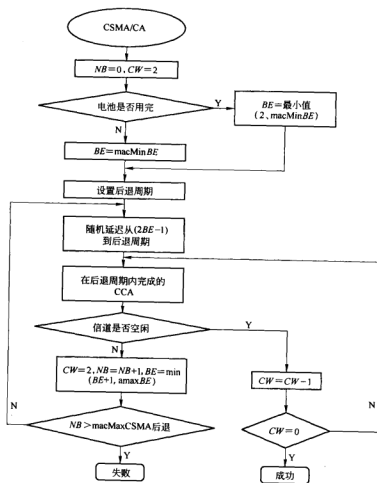 CSMA/CA
NB=0, CW=2
电池是否用完
Y
BE=最小值
(2、macMinBE)
N
BE=macMinBE
设置后退周期
随机延迟从(2BE-1)
到后退周期
在后退周期内完成的
CCA
信道是否空闲
Y
N
CW=2, NB=NB+1, BE=min
(BE+1, amaxBE)
CW=CW-1
N
NB>macMaxCSMA后退
CW=0
N
Y
Y
失败
成功